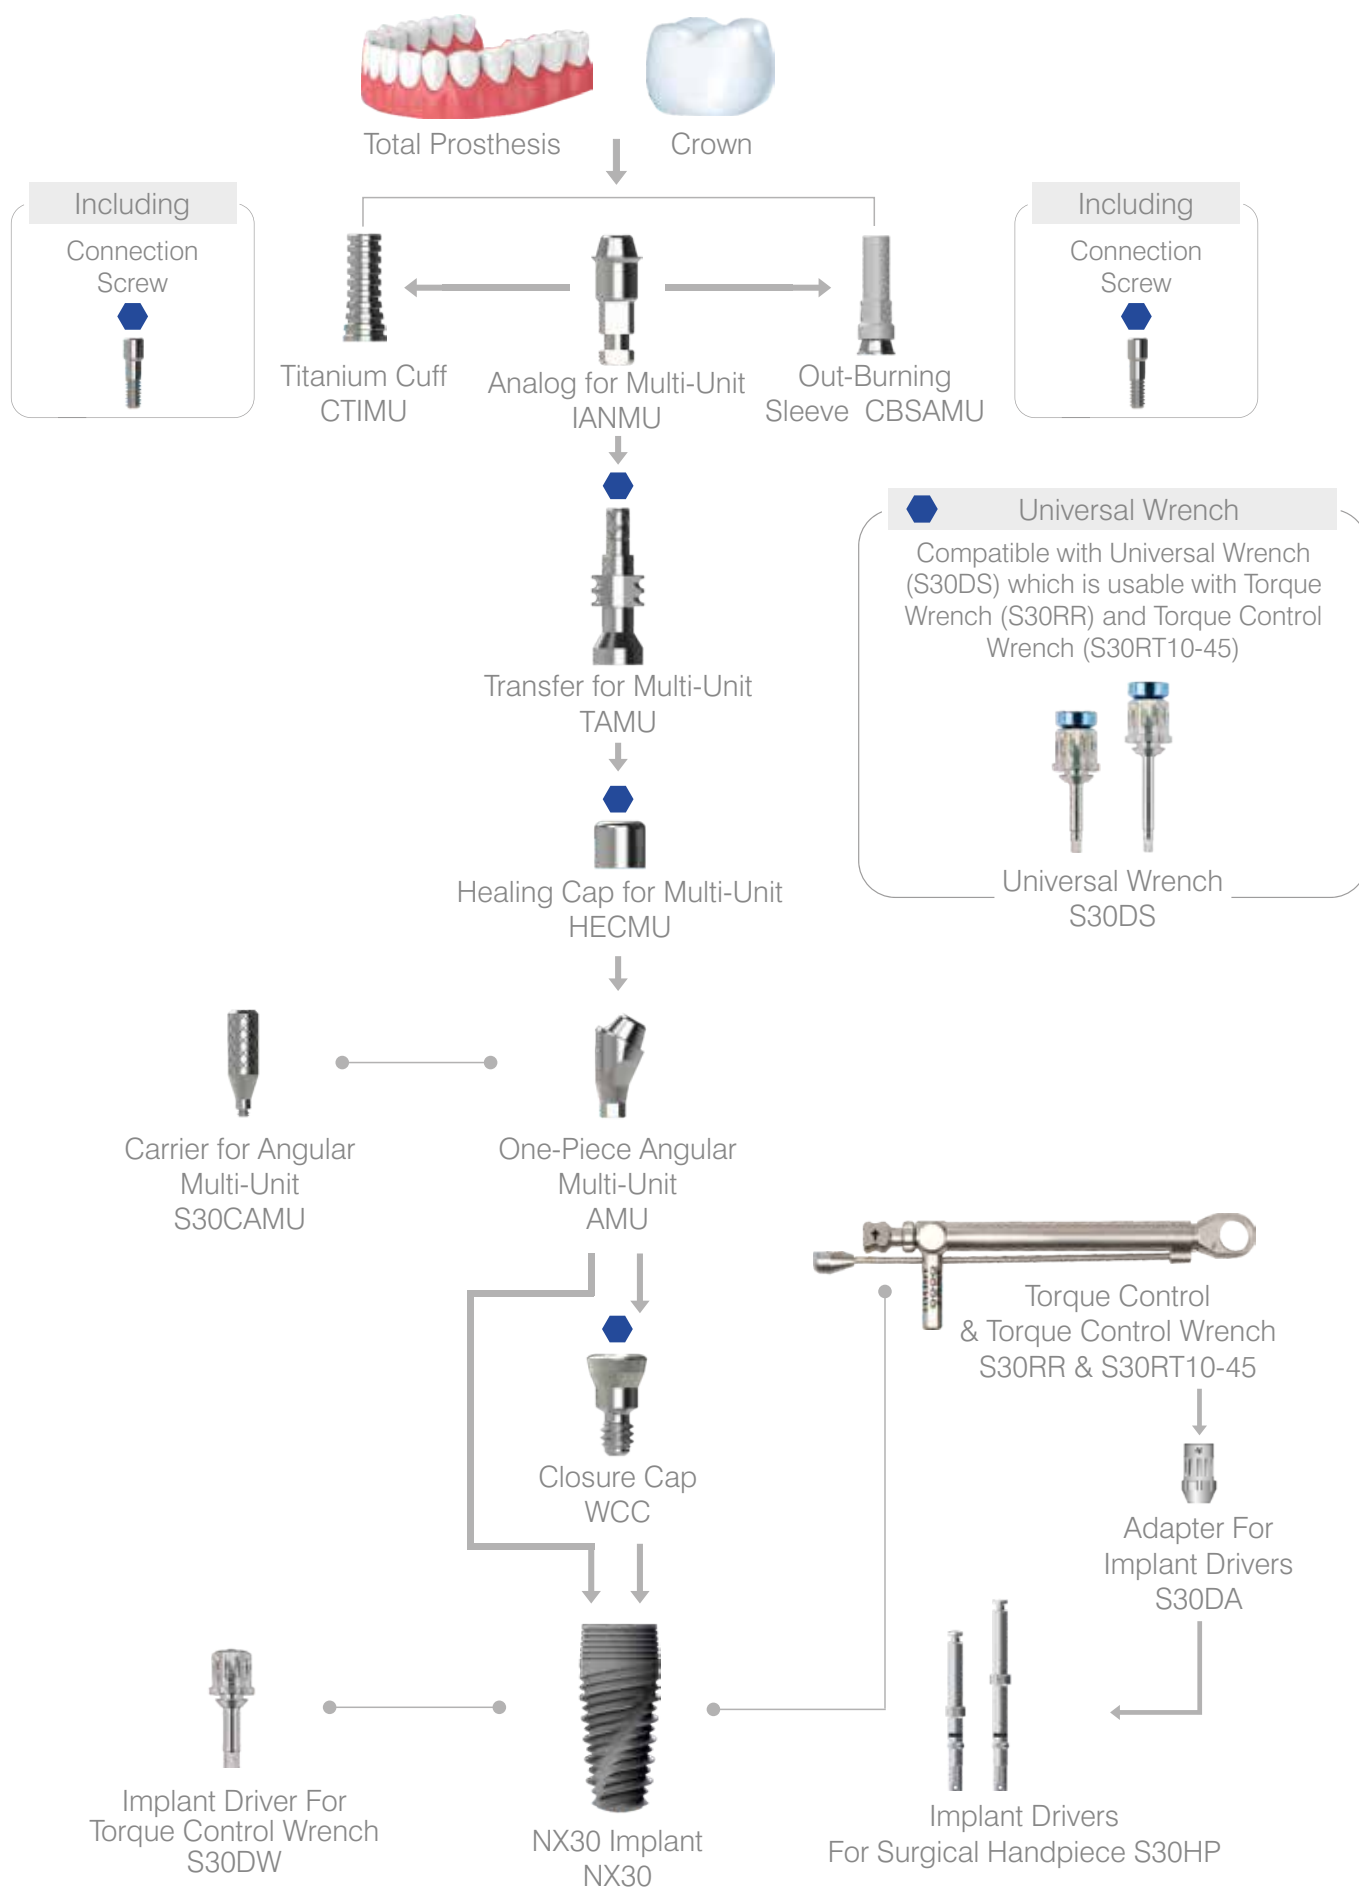 Total Prosthesis
Crown
Including
Connection
Screw
Including
Connection
Screw
Titanium Cuff
CTIMU
Analog for Multi-Unit
IANMU
Out-Burning
Sleeve CBSAMU
Universal Wrench
Compatible with Universal Wrench
(S30DS) which is usable with Torque
Wrench (S30RR) and Torque Control
Wrench (S30RT10-45)
Universal Wrench
S30DS
Transfer for Multi-Unit
TAMU
Healing Cap for Multi-Unit
HECMU
Carrier for Angular
Multi-Unit
S30CAMU
One-Piece Angular
Multi-Unit
AMU
Torque Control
& Torque Control Wrench
S30RR & S30RT10-45
Closure Cap
WCC
Adapter For
Implant Drivers
S30DA
Implant Driver For
Torque Control Wrench
S30DW
NX30 Implant
NX30
Implant Drivers
For Surgical Handpiece S30HP